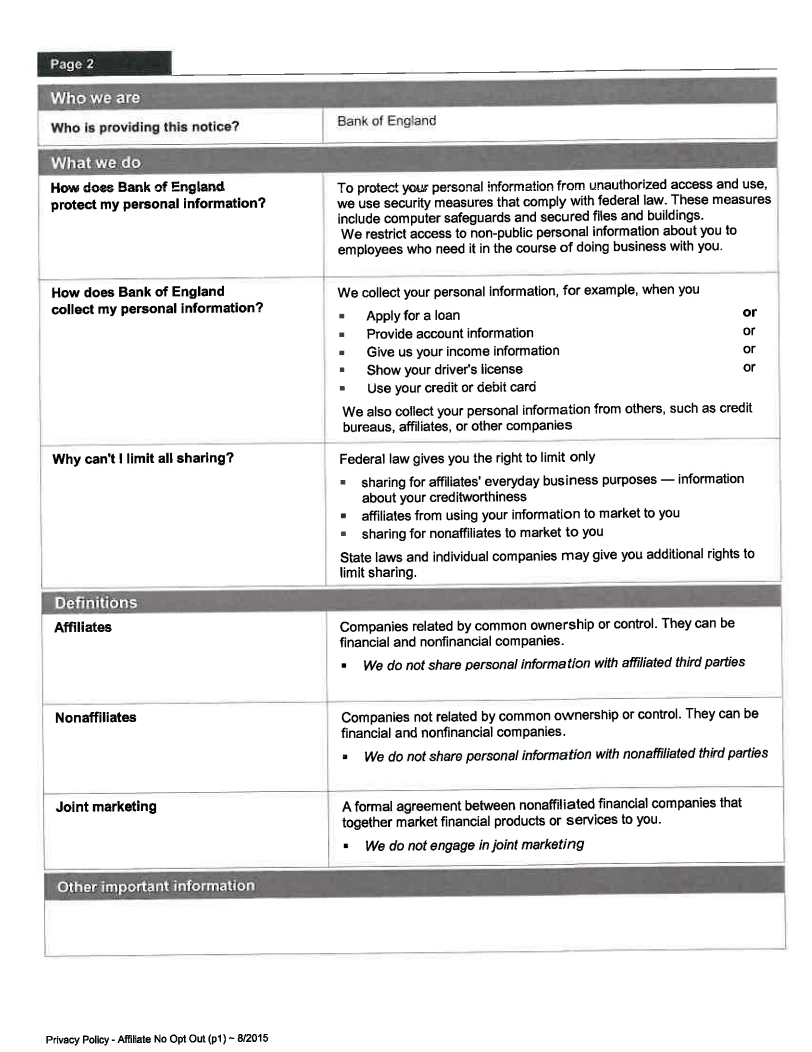 Page 2
Who we are
Who is providing this notice?
Bank of England
What we do
How does Bank of England
protect my personal information?
To protect your personal information from unauthorized access and use,
we use security measures that comply with federal law. These measures
include computer safeguards and secured files and buildings.
We restrict access to non-public personal information about you to
employees who need it in the course of doing business with you.
How does Bank of England
collect my personal information?
We collect your personal information, for example, when you
▪ Apply for a loan or
▪ Provide account information or
▪ Give us your income information or
▪ Show your driver's license or
▪ Use your credit or debit card
We also collect your personal information from others, such as credit
bureaus, affiliates, or other companies
Why can't I limit all sharing?
Federal law gives you the right to limit only
▪ sharing for affiliates' everyday business purposes — information
about your creditworthiness
▪ affiliates from using your information to market to you
▪ sharing for nonaffiliates to market to you
State laws and individual companies may give you additional rights to
limit sharing.
Definitions
Affiliates
Companies related by common ownership or control. They can be
financial and nonfinancial companies.
▪ We do not share personal information with affiliated third parties
Nonaffiliates
Companies not related by common ownership or control. They can be
financial and nonfinancial companies.
▪ We do not share personal information with nonaffiliated third parties
Joint marketing
A formal agreement between nonaffiliated financial companies that
together market financial products or services to you.
▪ We do not engage in joint marketing
Other important information
Privacy Policy - Affiliate No Opt Out (p1) ~ 8/2015